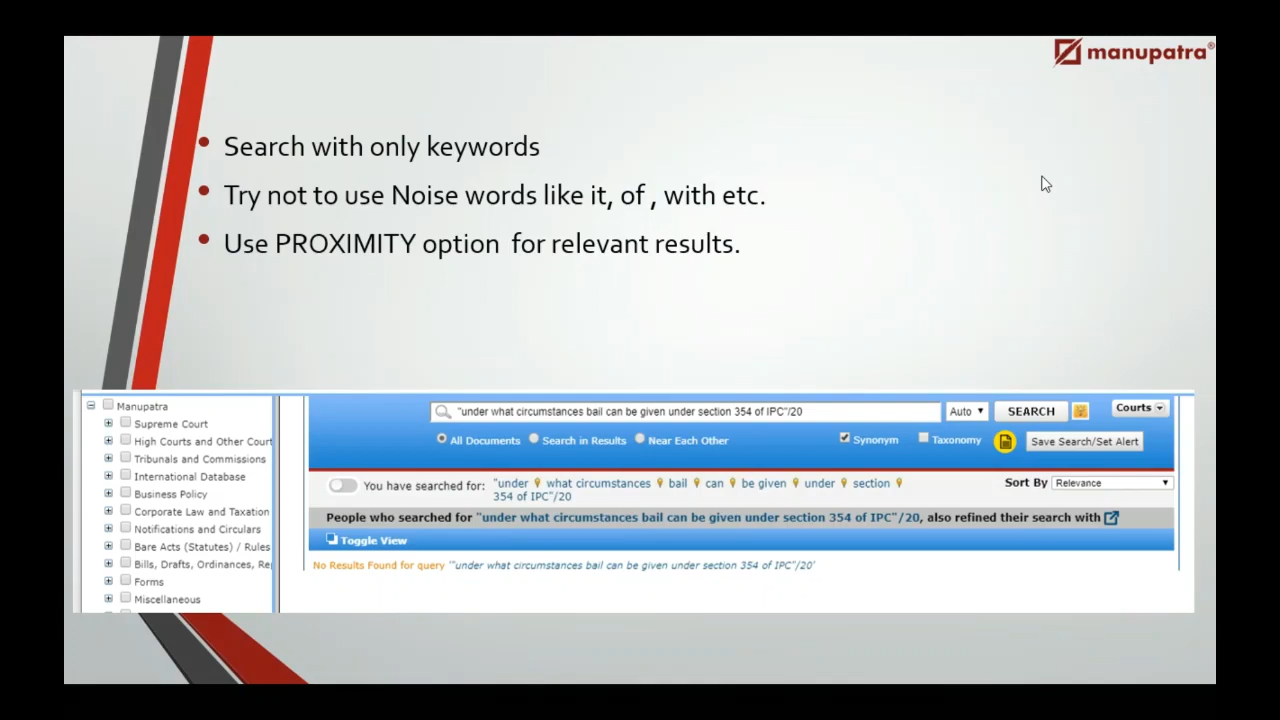 manupatra®
• Search with only keywords
• Try not to use Noise words like it, of , with etc.
• Use PROXIMITY option for relevant results.
Manupatra
Supreme Court
High Courts and Other Court
Tribunals and Commissions
International Database
Business Policy
Corporate Law and Taxation
Notifications and Circulars
Bare Acts (Statutes) / Rules
Bills, Drafts, Ordinances, Re
Forms
Miscellaneous
"under what circumstances bail can be given under section 354 of IPC"/20
Auto
SEARCH
Courts
All Documents Search in Results Near Each Other
Synonym Taxonomy
Save Search/Set Alert
You have searched for: "under what circumstances bail can be given under section
354 of IPC"/20
Sort By Relevance
People who searched for "under what circumstances bail can be given under section 354 of IPC"/20, also refined their search with
Toggle View
No Results Found for query '"under what circumstances bail can be given under section 354 of IPC"/20'